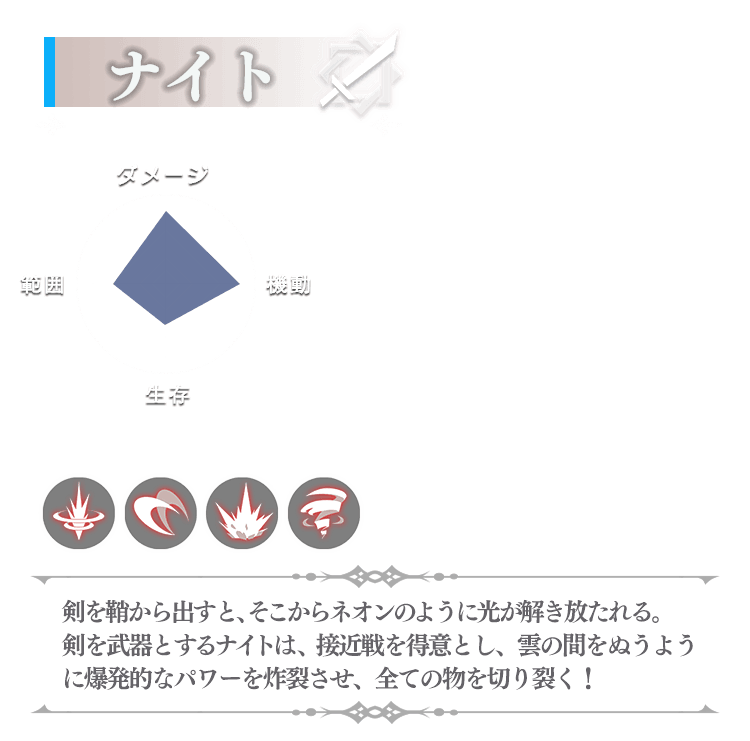 ナイト
ダメージ
範囲
機動
生存
剣を鞘から出すと、そこからネオンのように光が解き放たれる。
剣を武器とするナイトは、接近戦を得意とし、雲の間をぬうよう
に爆発的なパワーを炸裂させ、全ての物を切り裂く！